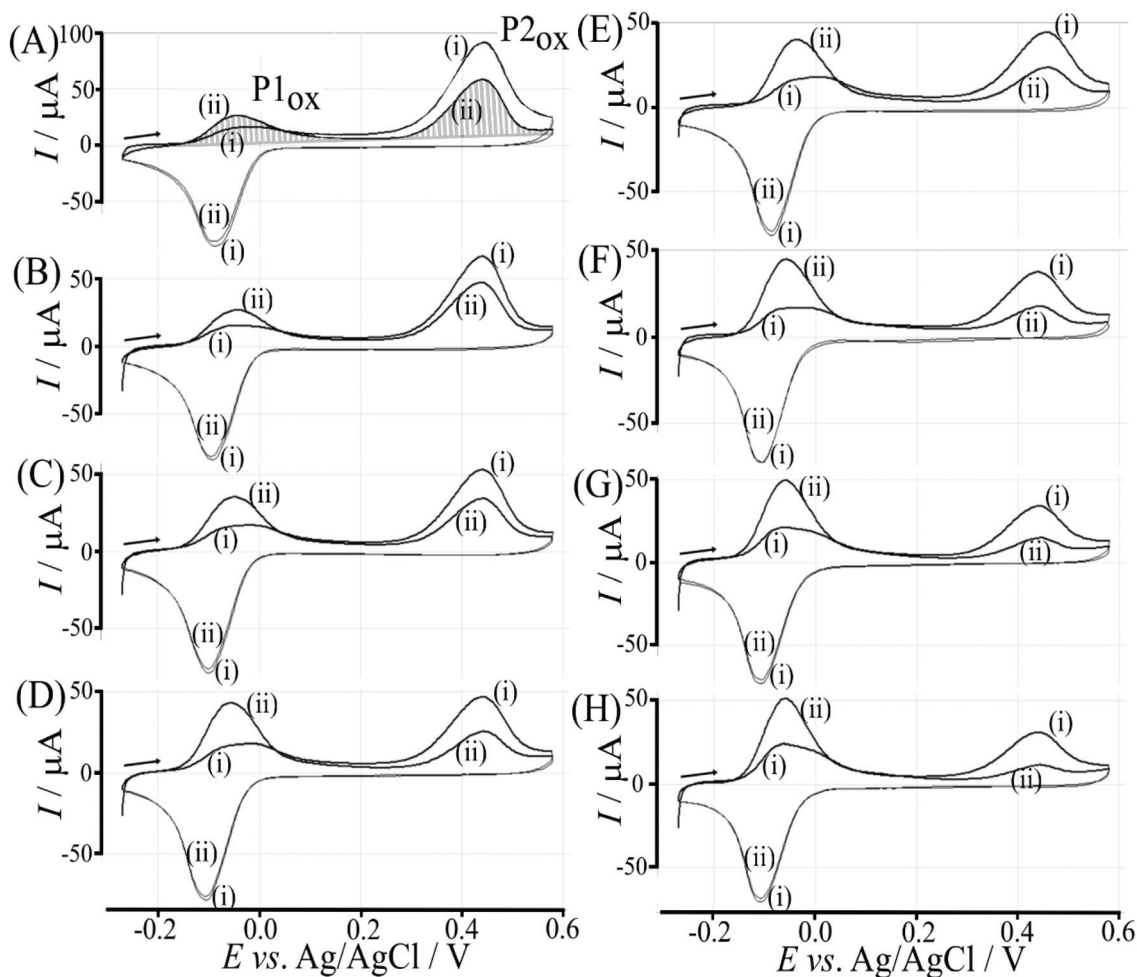 (A)
100
50
0
-50
I / µA
P1ox
P2ox
(i)
(ii)
(ii)
(i)
(ii)
(i)
(B)
50
0
-50
I / µA
(i)
(ii)
(ii)
(i)
(ii)
(i)
(C)
50
0
-50
I / µA
(i)
(ii)
(ii)
(i)
(ii)
(i)
(D)
50
0
-50
I / µA
(i)
(ii)
(ii)
(i)
(ii)
(i)
-0.2 0.0 0.2 0.4 0.6
E vs. Ag/AgCl / V
(E)
50
0
-50
I / µA
(ii)
(i)
(i)
(ii)
(ii)
(i)
(F)
50
0
-50
I / µA
(ii)
(i)
(i)
(ii)
(ii)
(i)
(G)
50
0
-50
I / µA
(ii)
(i)
(i)
(ii)
(ii)
(i)
(H)
50
0
-50
I / µA
(ii)
(i)
(i)
(ii)
(ii)
(i)
-0.2 0.0 0.2 0.4 0.6
E vs. Ag/AgCl / V